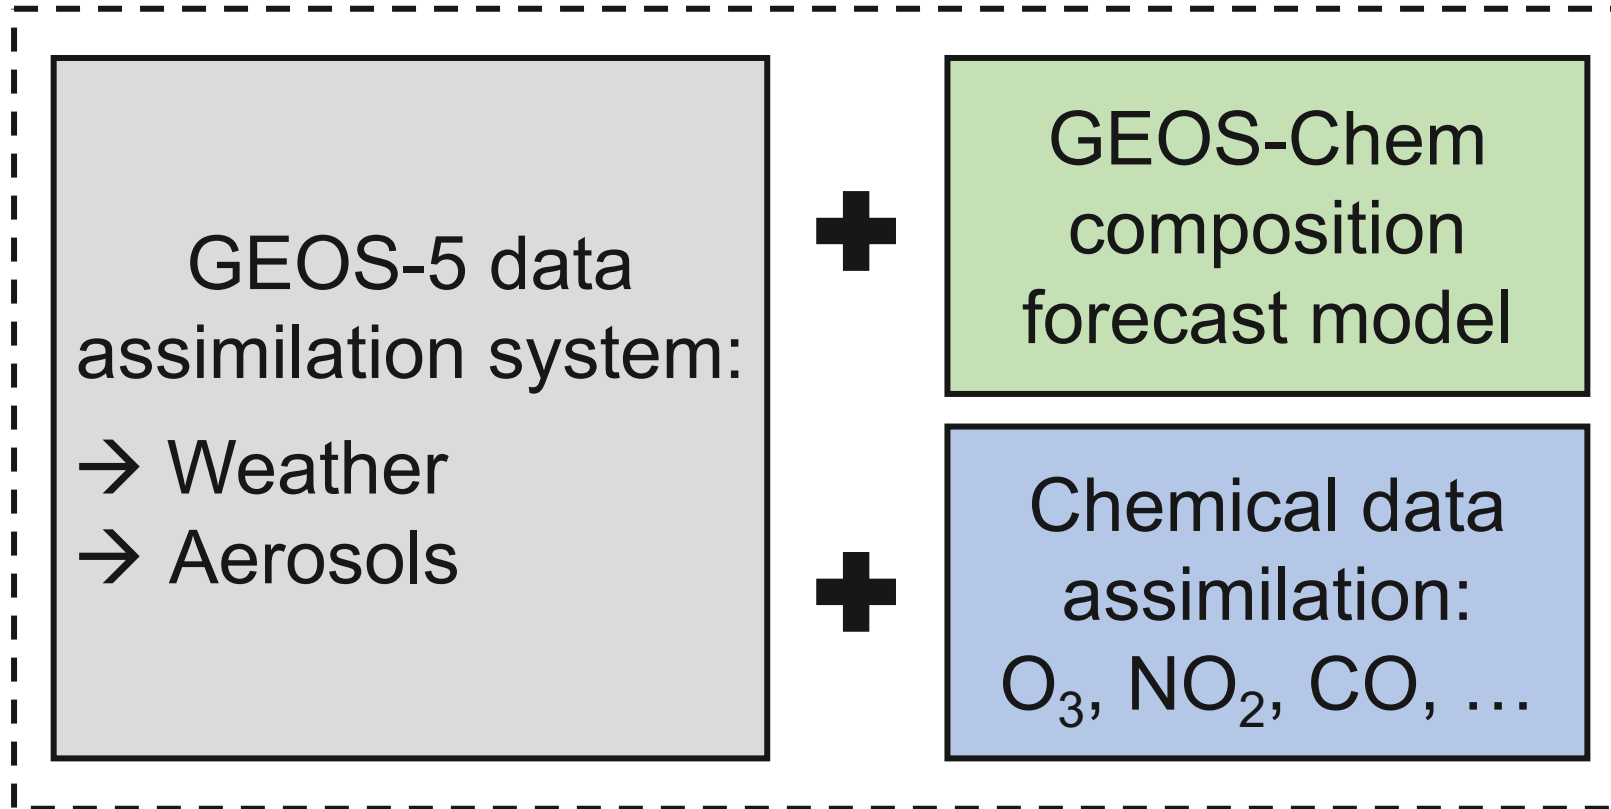 GEOS-5 data
assimilation system:
→ Weather
→ Aerosols
GEOS-Chem
composition
forecast model
Chemical data
assimilation:
O₃, NO₂, CO, …